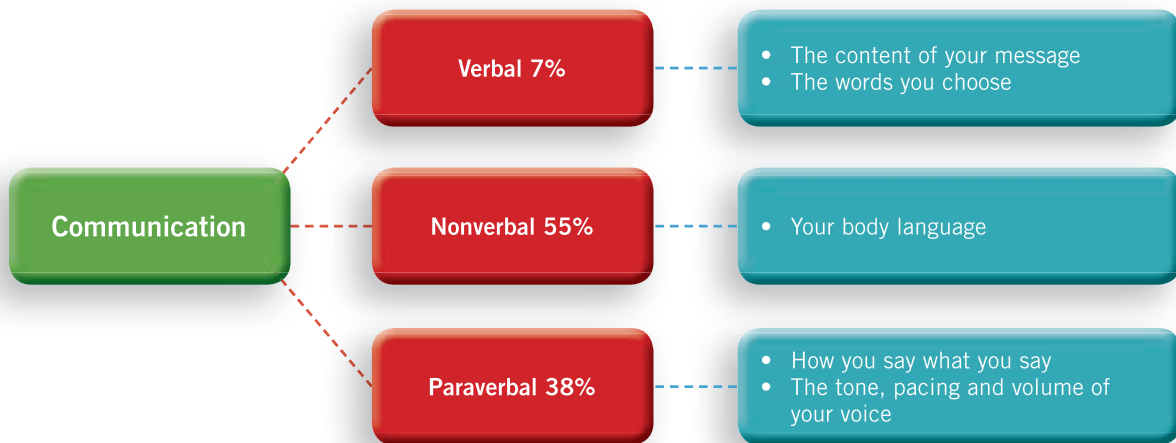 Verbal 7%
• The content of your message
• The words you choose
Communication
Nonverbal 55%
• Your body language
Paraverbal 38%
• How you say what you say
• The tone, pacing and volume of
your voice